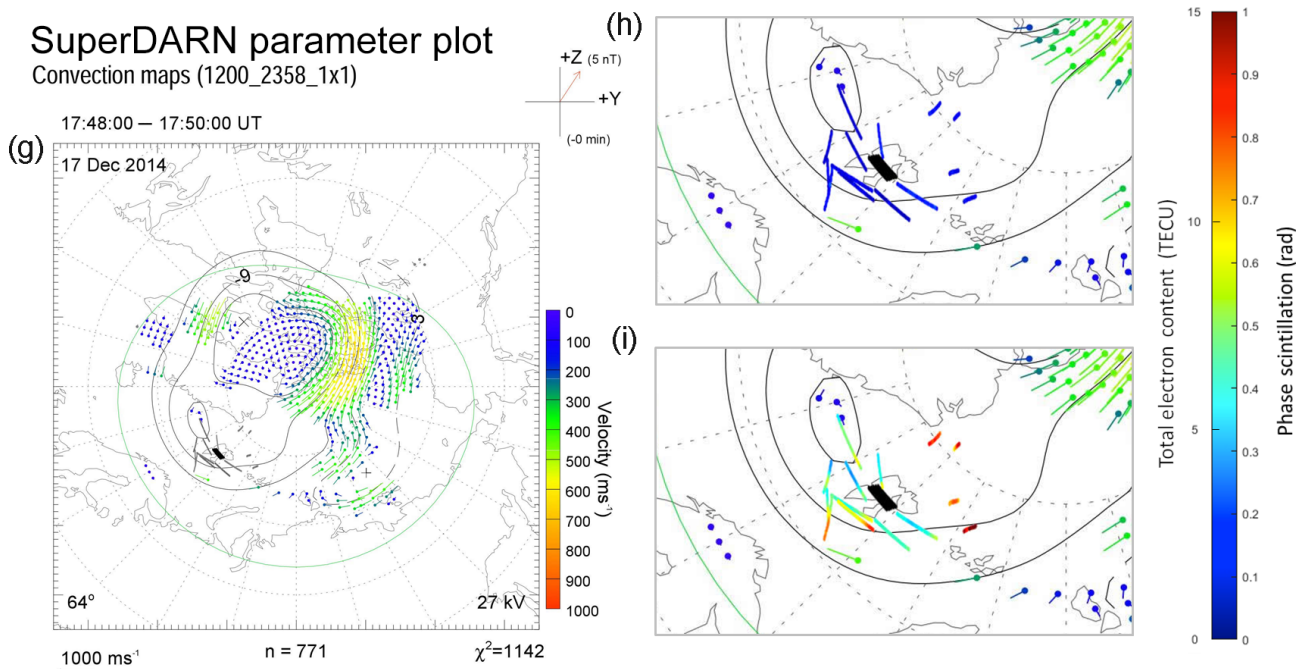 SuperDARN parameter plot
Convection maps (1200_2358_1x1)
+Z (5 nT)
+Y
(-0 min)
17:48:00 — 17:50:00 UT
(g)
17 Dec 2014
-9
3
64°
27 kV
1000 ms⁻¹
n = 771
χ²=1142
0
100
200
300
400
500
600
700
800
900
1000
Velocity (ms⁻¹)
(h)
(i)
15
10
5
0
Total electron content (TECU)
1
0.9
0.8
0.7
0.6
0.5
0.4
0.3
0.2
0.1
0
Phase scintillation (rad)